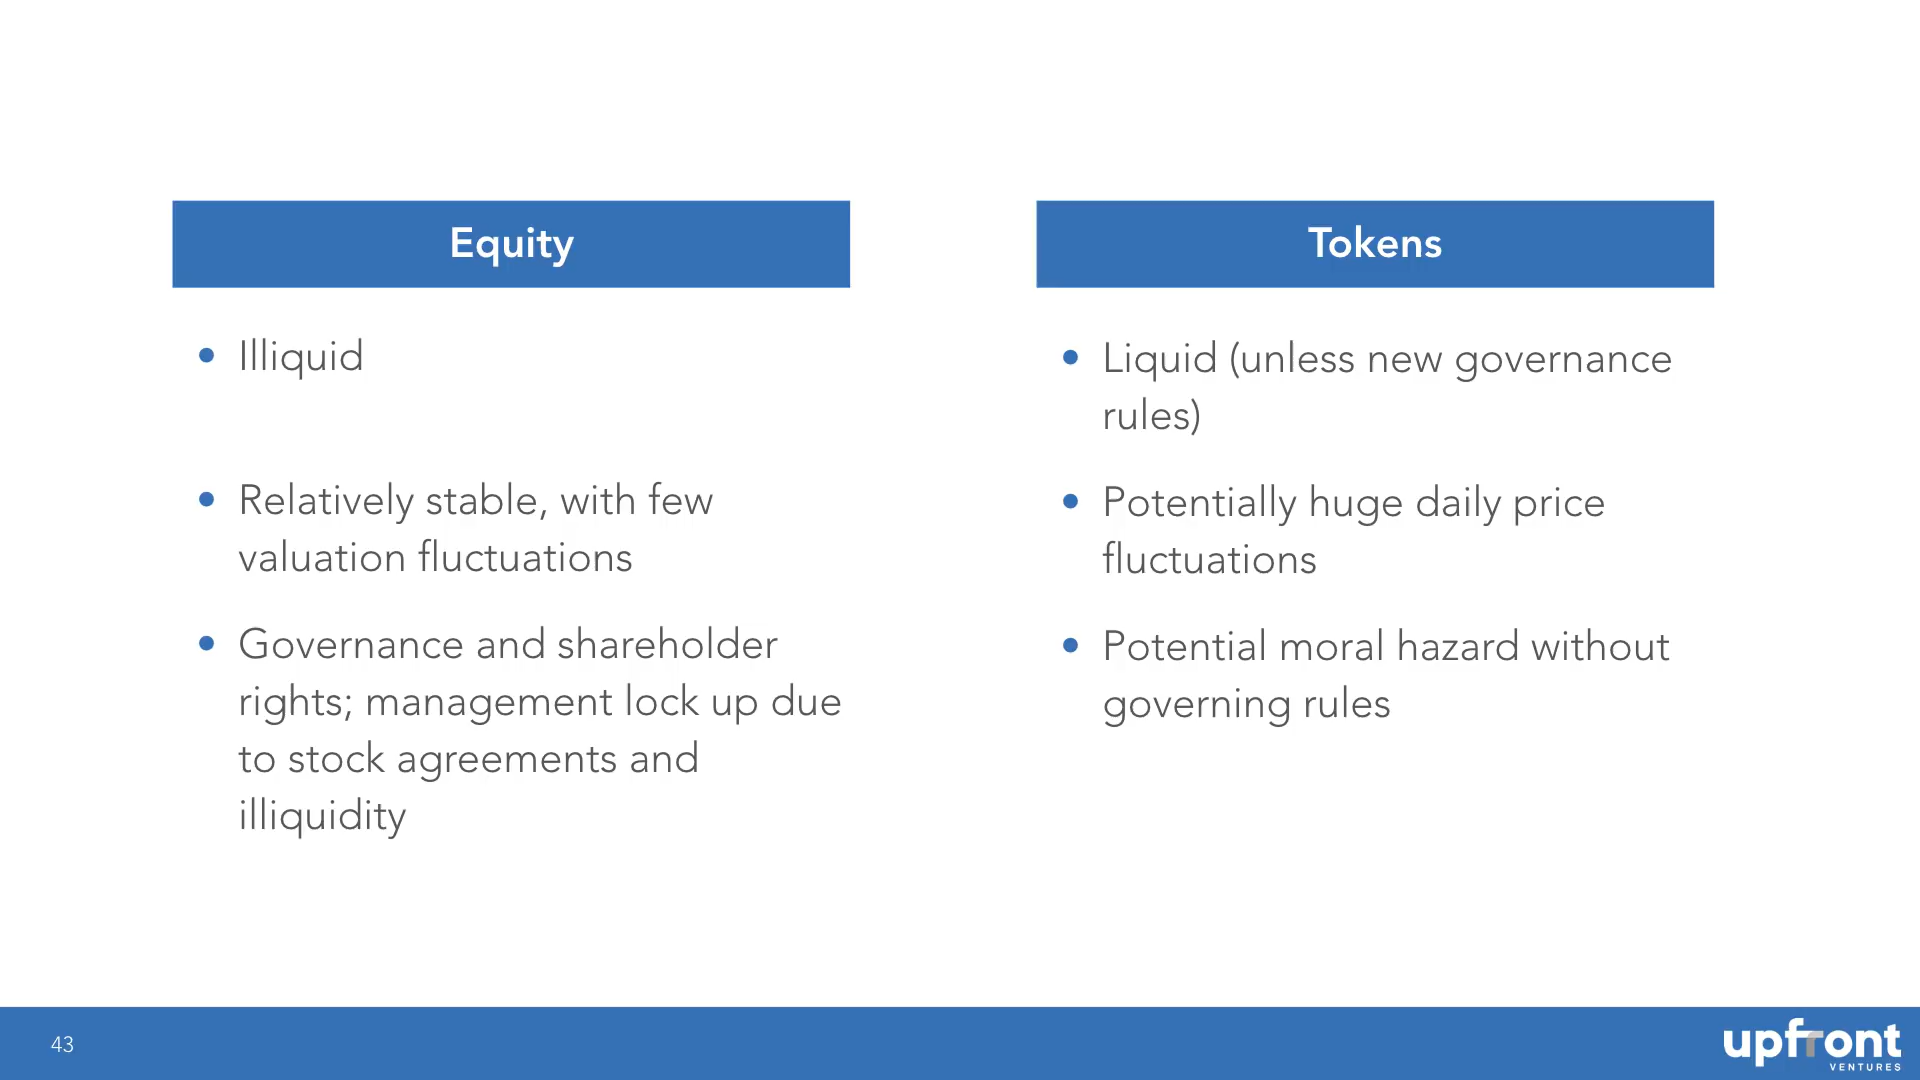 Equity
• Illiquid
• Relatively stable, with few
valuation fluctuations
• Governance and shareholder
rights; management lock up due
to stock agreements and
illiquidity
Tokens
• Liquid (unless new governance
rules)
• Potentially huge daily price
fluctuations
• Potential moral hazard without
governing rules
43
upfront
VENTURES